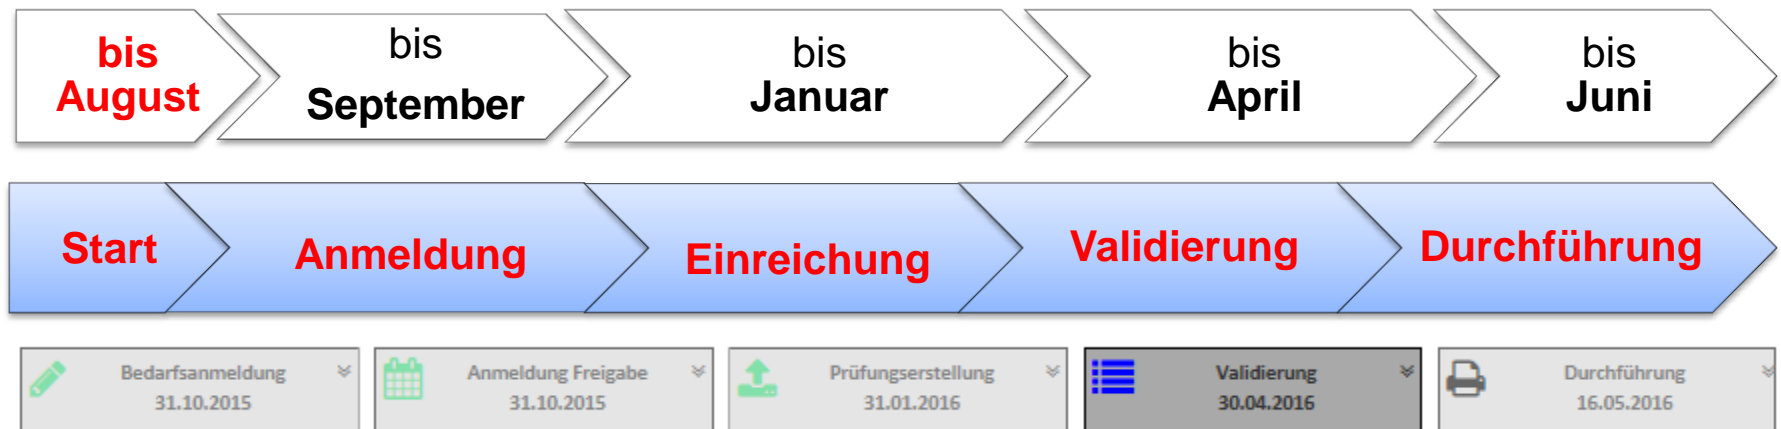 bis
August
bis
September
bis
Januar
bis
April
bis
Juni
Start
Anmeldung
Einreichung
Validierung
Durchführung
Bedarfsanmeldung
31.10.2015
Anmeldung Freigabe
31.10.2015
Prüfungserstellung
31.01.2016
Validierung
30.04.2016
Durchführung
16.05.2016